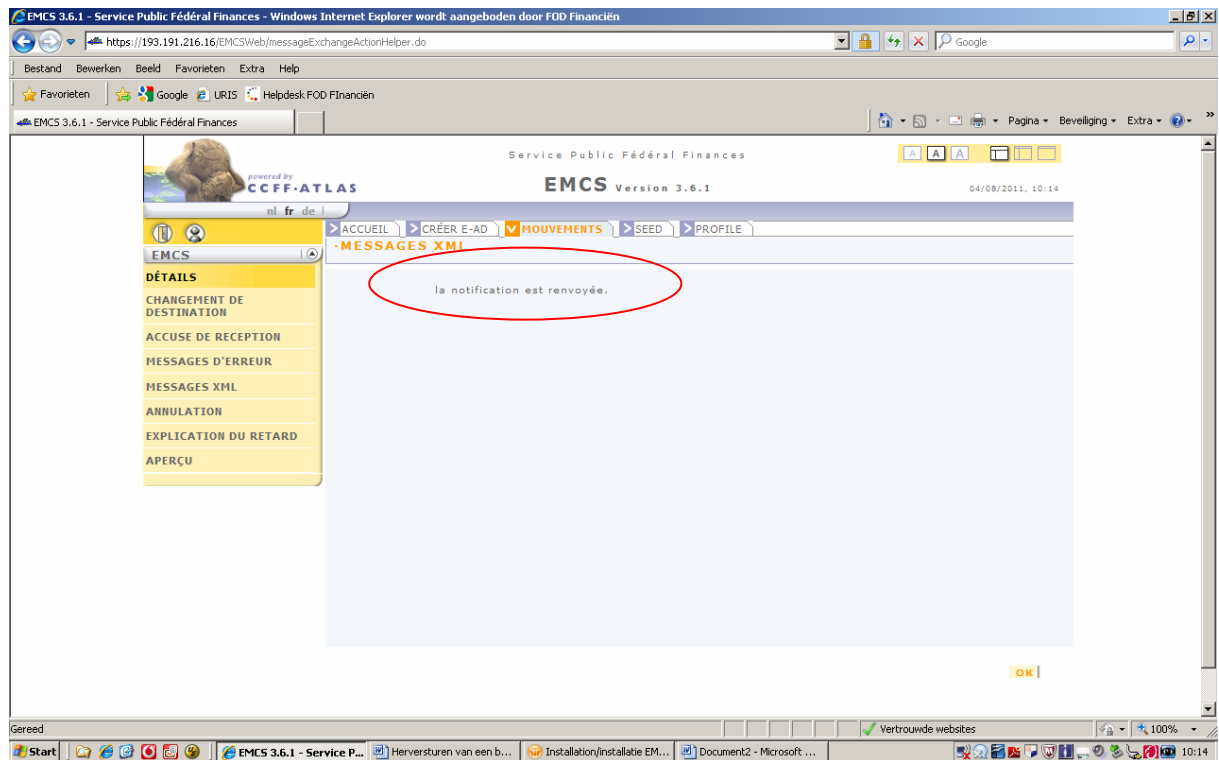 EMCS 3.6.1 - Service Public Fédéral Finances - Windows Internet Explorer wordt aangeboden door FOD Financiën
https://193.191.216.16/EMCSWeb/messageExchangeActionHelper.do
Google
Bestand Bewerken Beeld Favorieten Extra Help
Favorieten Google URIS Helpdesk FOD FInanciën
EMCS 3.6.1 - Service Public Fédéral Finances
Pagina Beveiliging Extra
Service Public Fédéral Finances
A A A
powered by
CCFF·ATLAS
EMCS Version 3.6.1
04/08/2011, 10:14
nl fr de
ACCUEIL CRÉER E-AD MOUVEMENTS SEED PROFILE
·MESSAGES XML
EMCS
DÉTAILS
la notification est renvoyée.
CHANGEMENT DE
DESTINATION
ACCUSE DE RECEPTION
MESSAGES D'ERREUR
MESSAGES XML
ANNULATION
EXPLICATION DU RETARD
APERÇU
OK
Gereed
Vertrouwde websites
100%
Start
EMCS 3.6.1 - Service P...
Herversturen van een b...
Installation/installatie EM...
Document2 - Microsoft ...
10:14